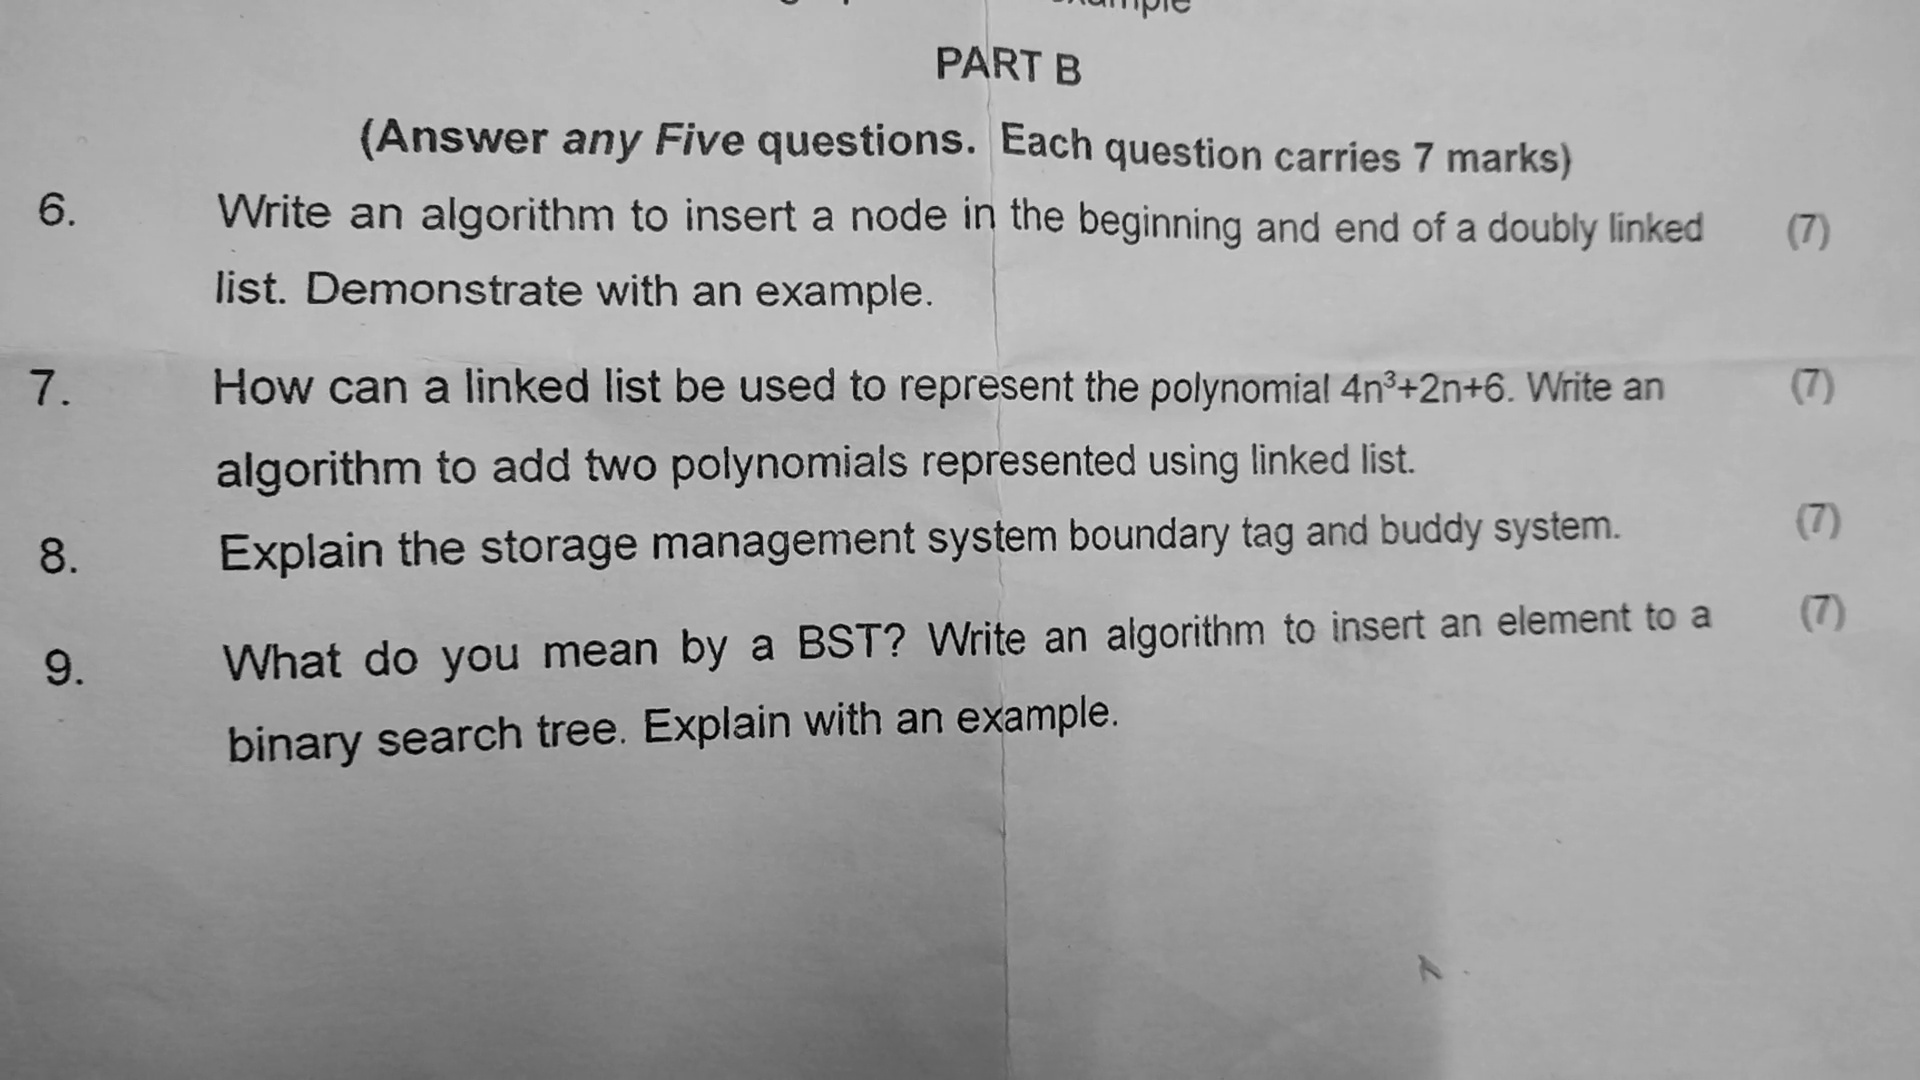 example
PART B
(Answer any Five questions. Each question carries 7 marks)
6. Write an algorithm to insert a node in the beginning and end of a doubly linked (7)
list. Demonstrate with an example.
7. How can a linked list be used to represent the polynomial 4n³+2n+6. Write an (7)
algorithm to add two polynomials represented using linked list.
8. Explain the storage management system boundary tag and buddy system. (7)
9. What do you mean by a BST? Write an algorithm to insert an element to a (7)
binary search tree. Explain with an example.